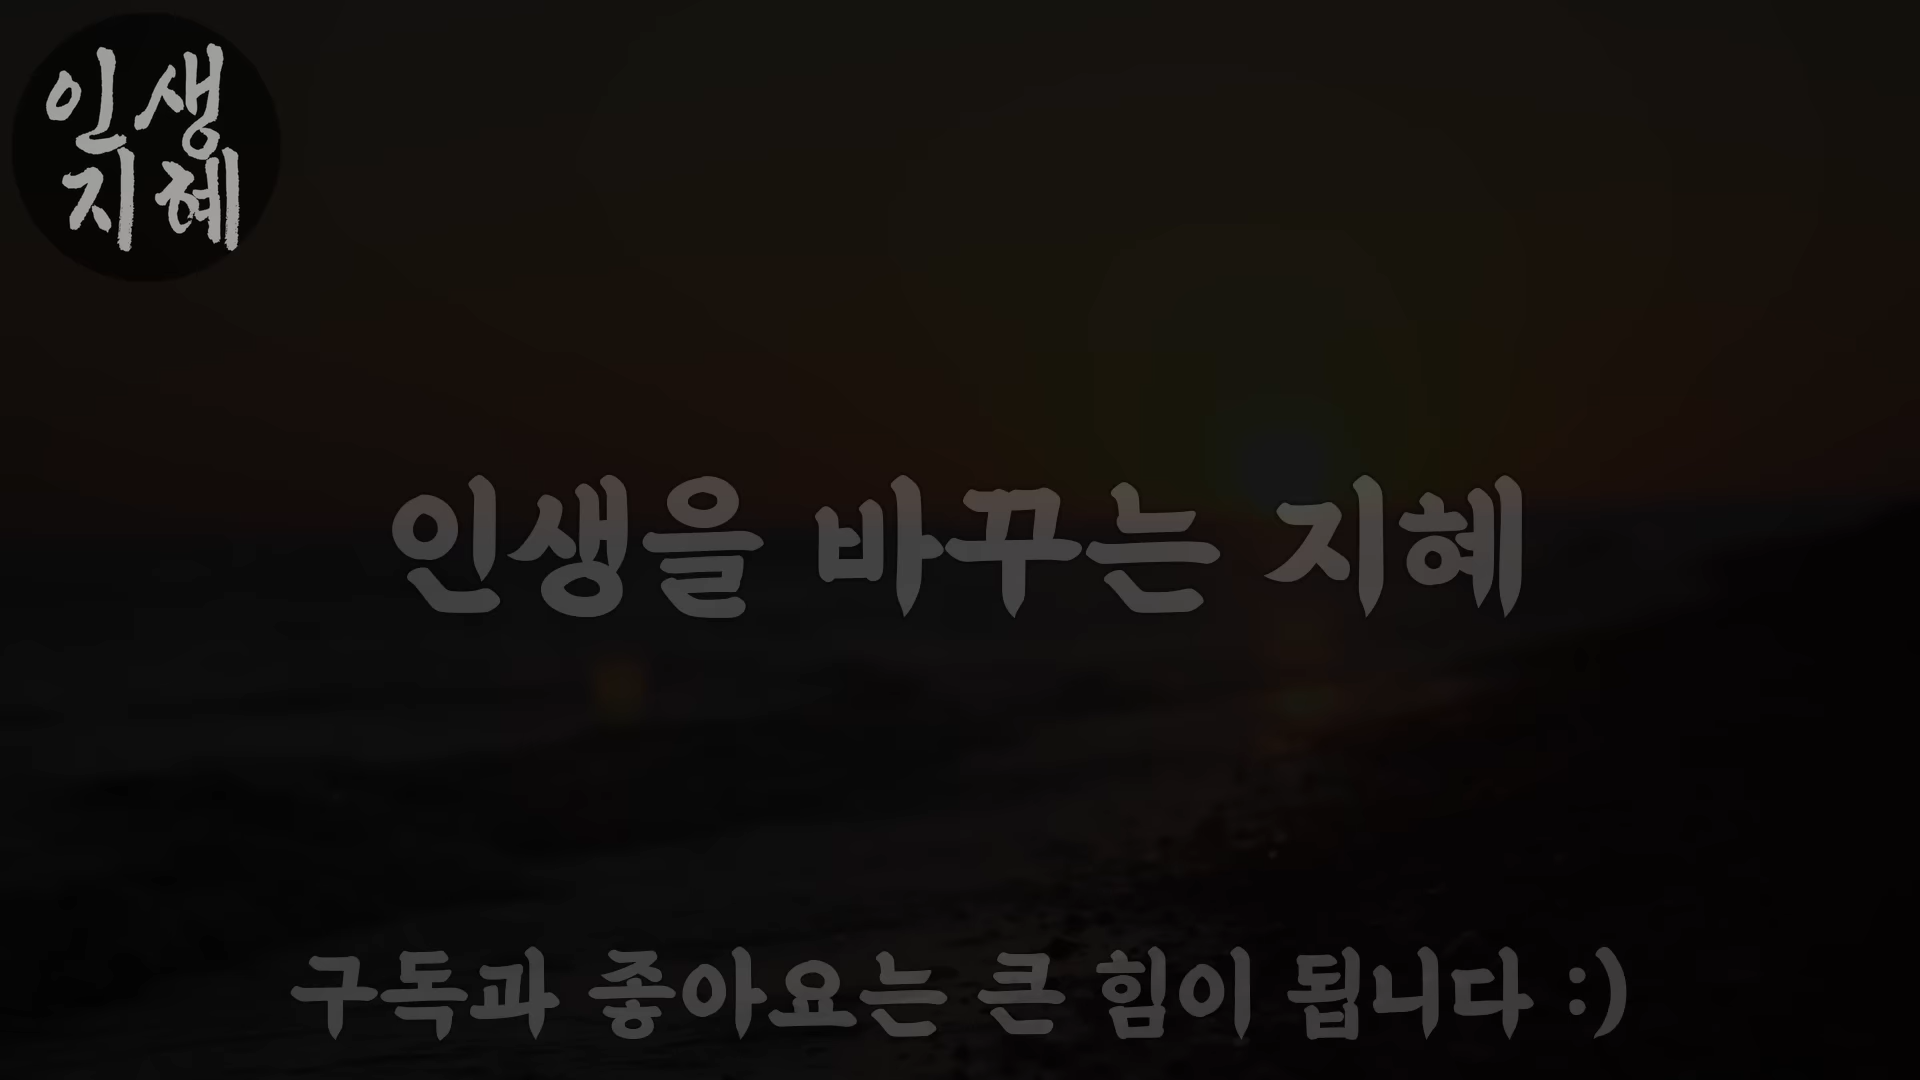 인생
지혜
인생을 바꾸는 지혜
구독과 좋아요는 큰 힘이 됩니다 :)